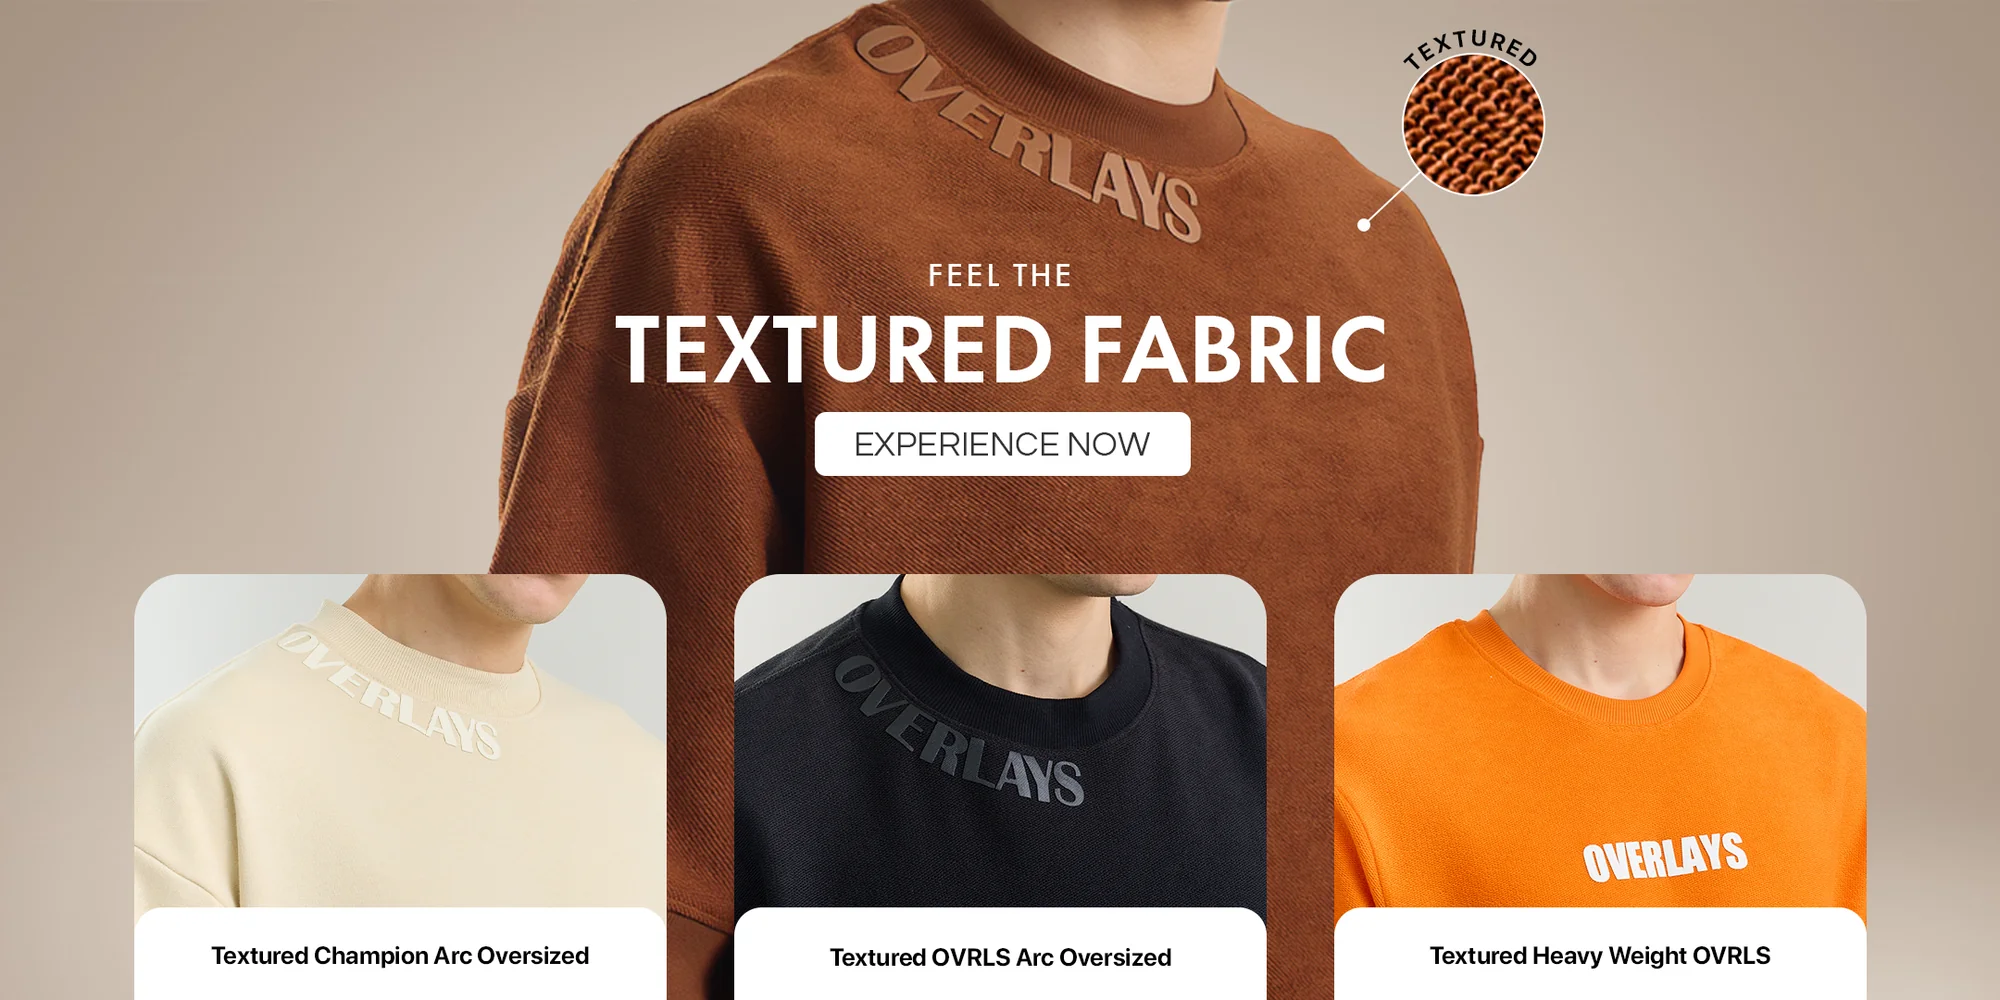 OVERLAYS
TEXTURED
FEEL THE
TEXTURED FABRIC
EXPERIENCE NOW
OVERLAYS
OVERLAYS
OVERLAYS
Textured Champion Arc Oversized
Textured OVRLS Arc Oversized
Textured Heavy Weight OVRLS